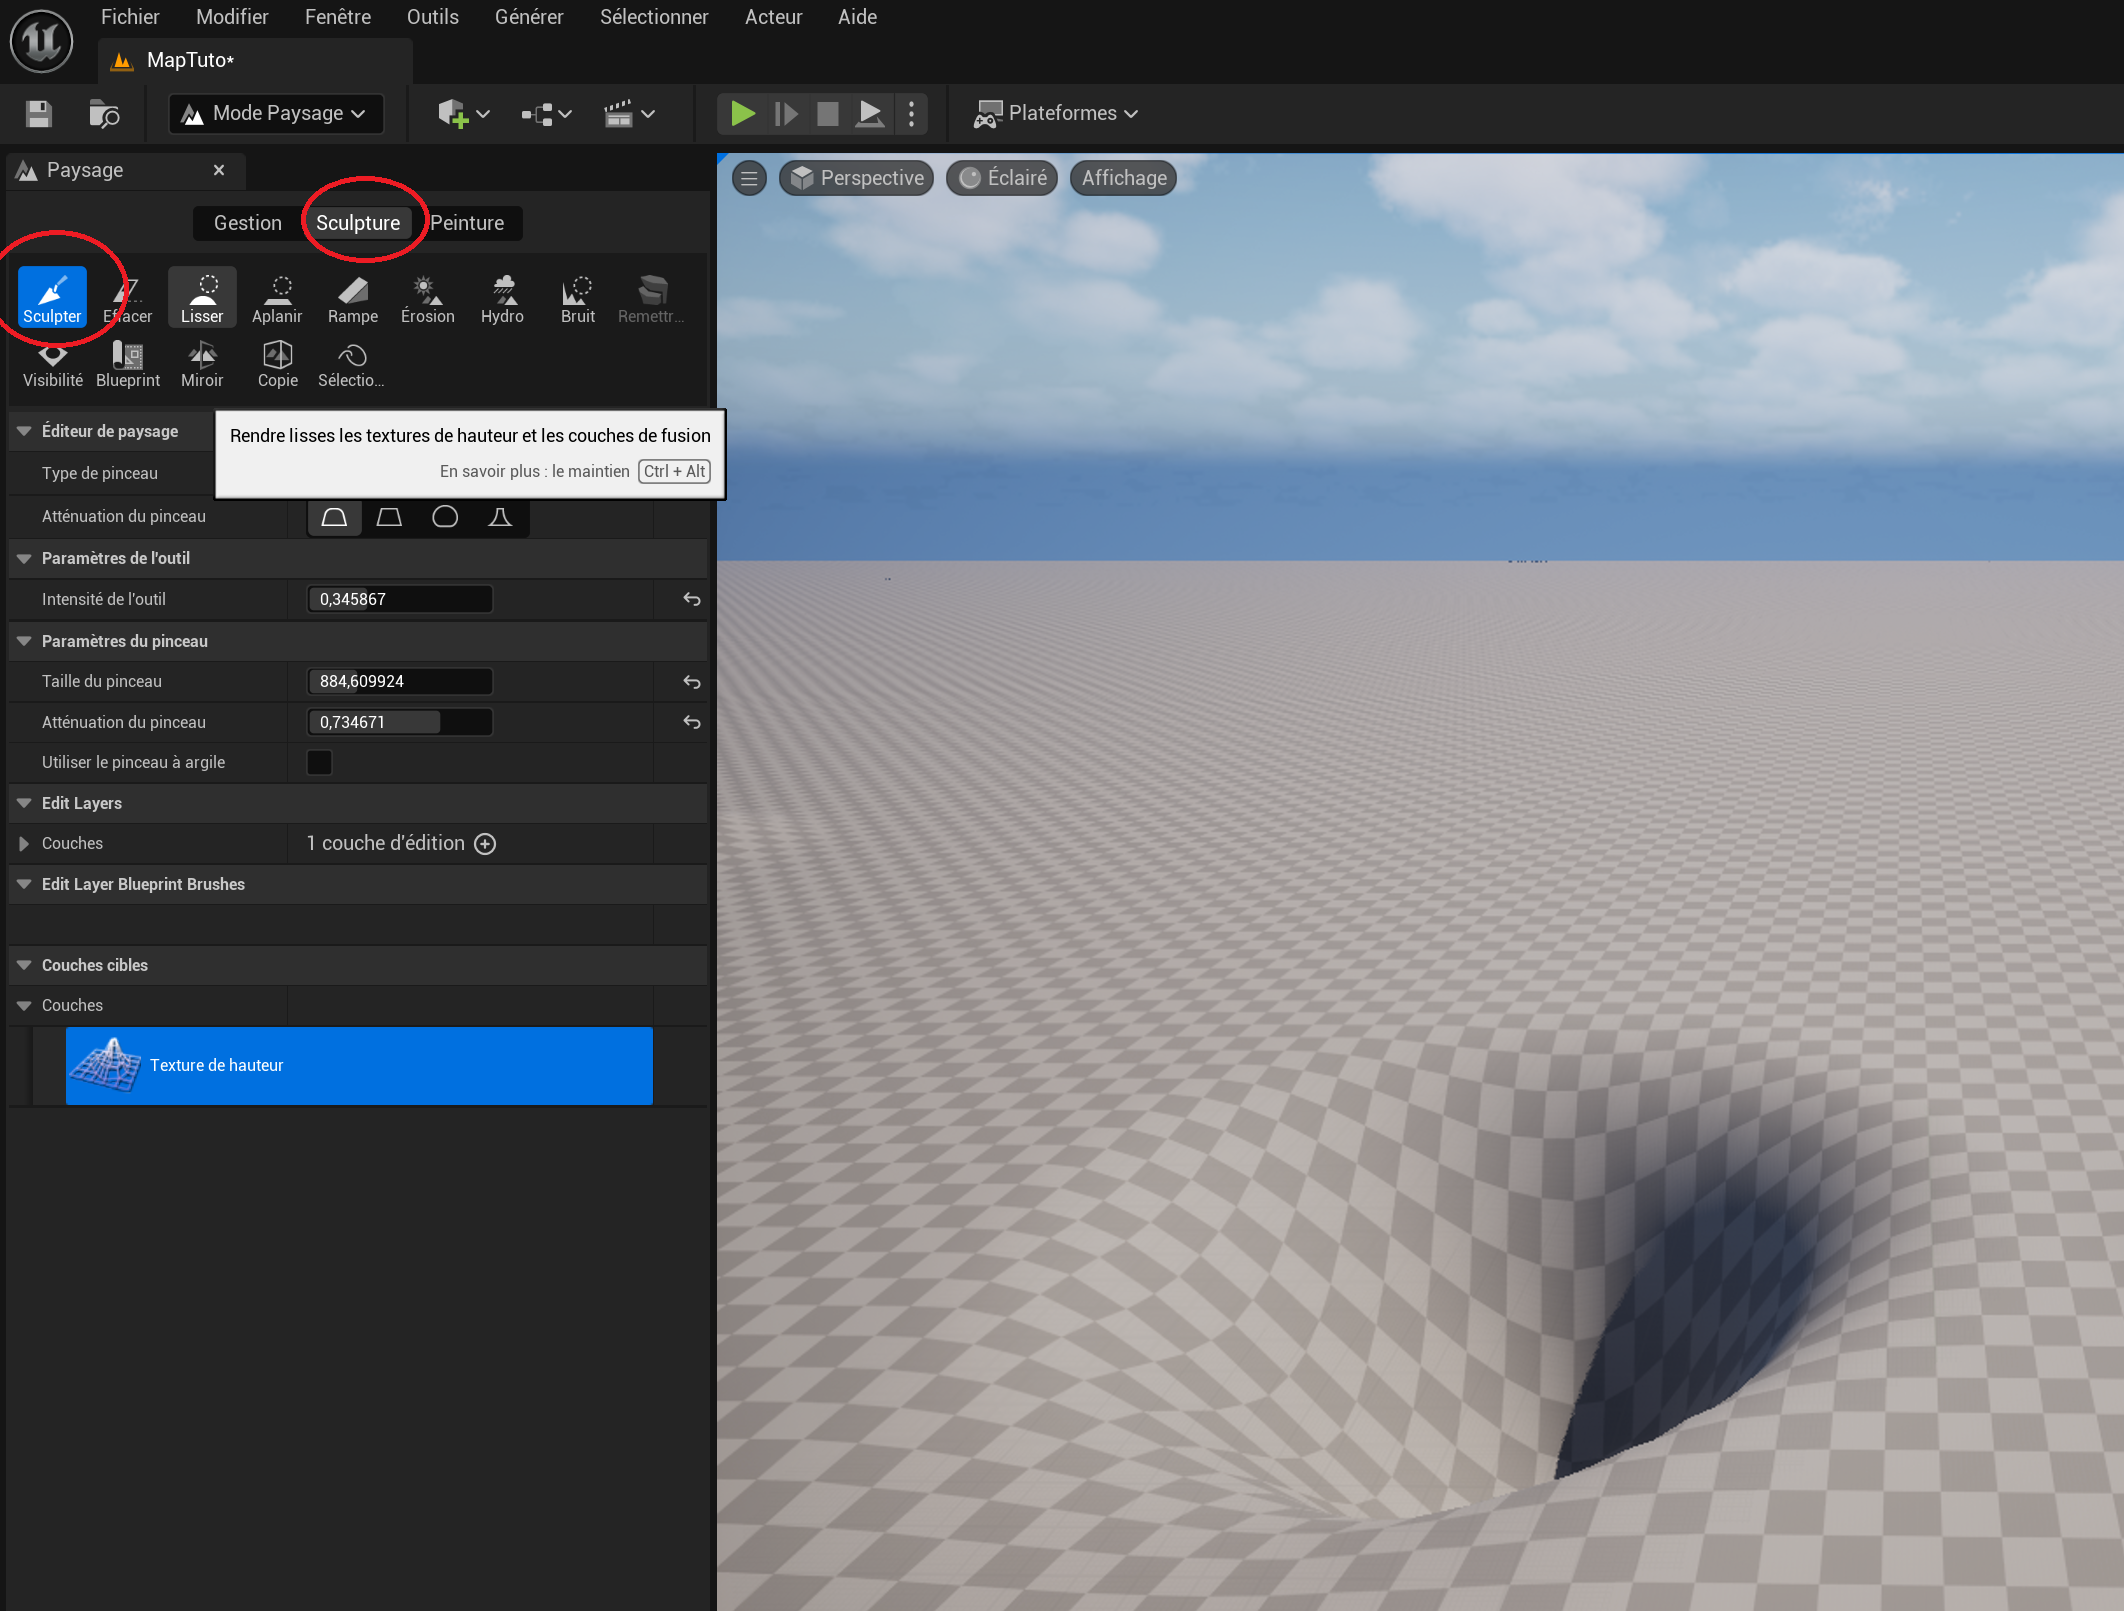 Fichier Modifier Fenêtre Outils Générer Sélectionner Acteur Aide
MapTuto*
Mode Paysage Plateformes
Paysage
Perspective Éclairé Affichage
Gestion Sculpture Peinture
Sculpter Effacer Lisser Aplanir Rampe Érosion Hydro Bruit Remettr...
Visibilité Blueprint Miroir Copie Sélectio...
Éditeur de paysage
Rendre lisses les textures de hauteur et les couches de fusion
En savoir plus : le maintien Ctrl + Alt
Type de pinceau
Atténuation du pinceau
Paramètres de l'outil
Intensité de l'outil 0,345867
Paramètres du pinceau
Taille du pinceau 884,609924
Atténuation du pinceau 0,734671
Utiliser le pinceau à argile
Edit Layers
Couches 1 couche d'édition
Edit Layer Blueprint Brushes
Couches cibles
Couches
Texture de hauteur